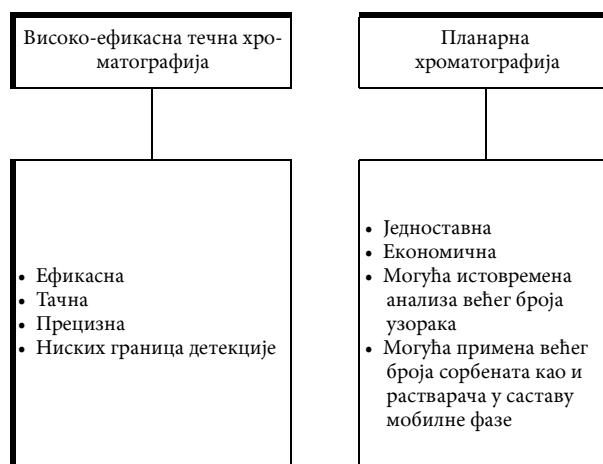 Високо-ефикасна течна хро-
матографија
Планарна
хроматографија
• Ефикасна
• Тачна
• Прецизна
• Ниских граница детекције
• Једноставна
• Економична
• Могућа истовремена
анализа већег броја
узорака
• Могућа примена већег
броја сорбената као и
растварача у саставу
мобилне фазе